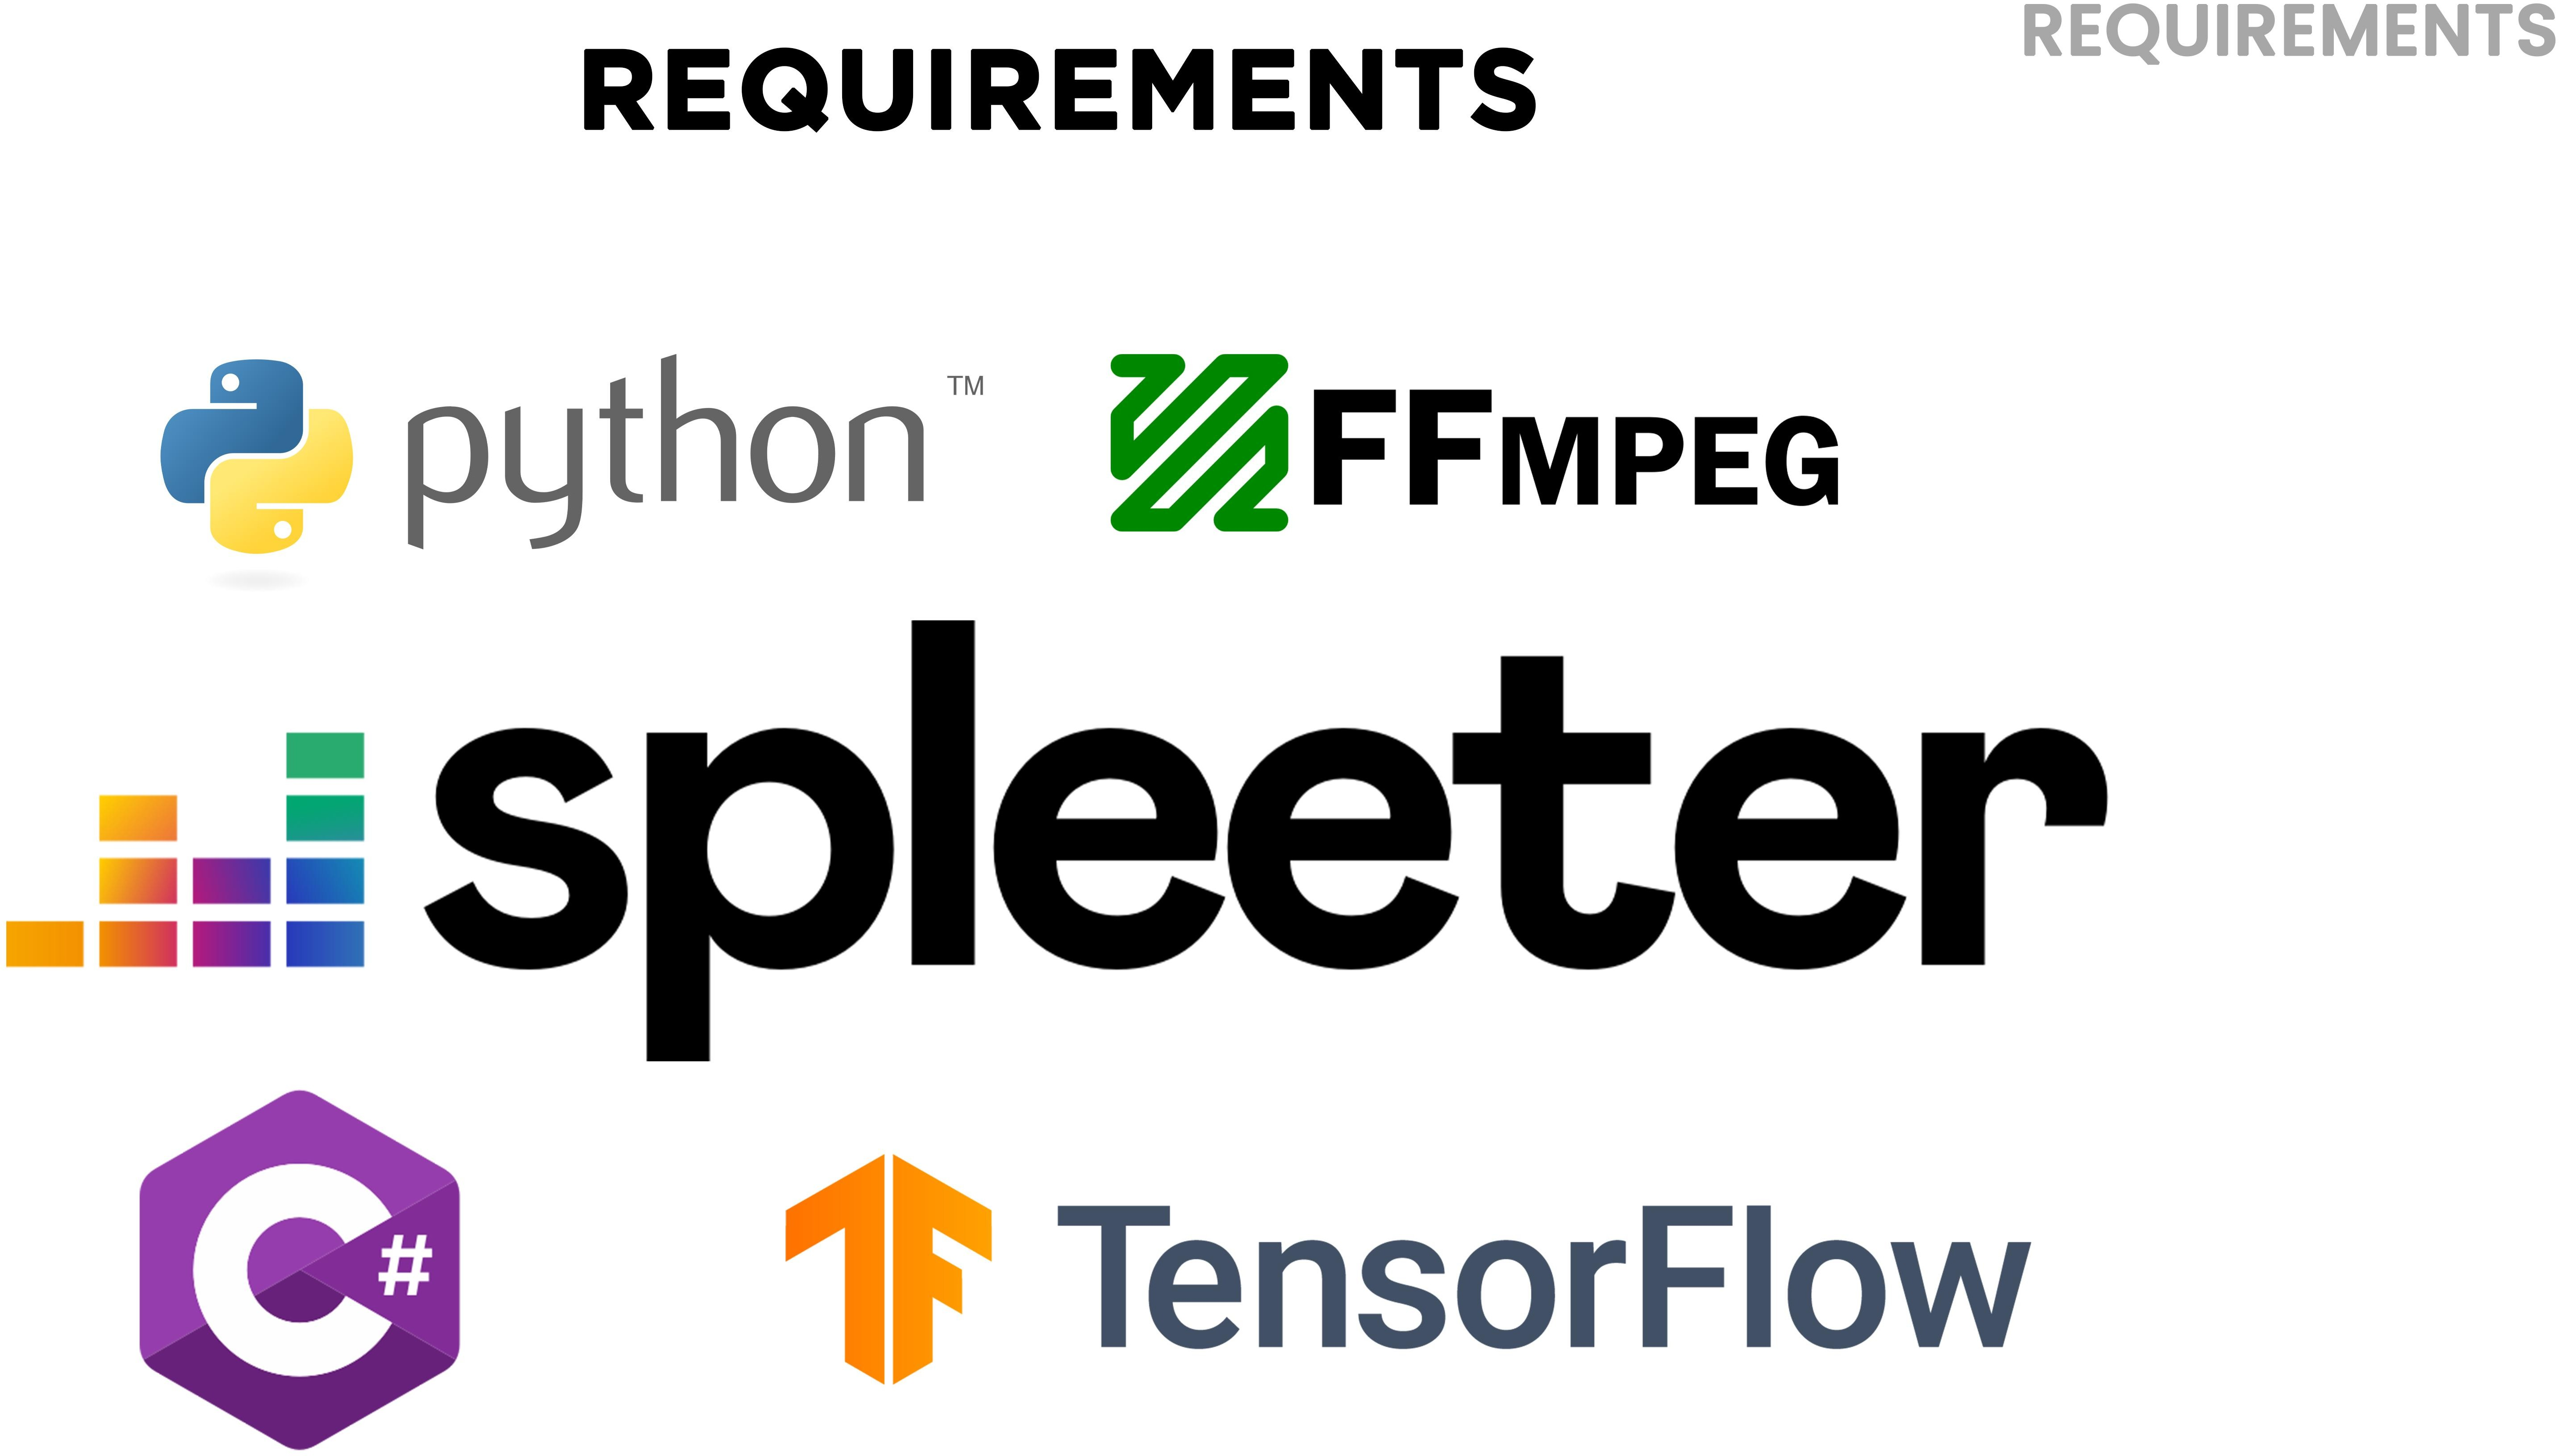 REQUIREMENTS
REQUIREMENTS
python™
FFMPEG
spleeter
C#
TensorFlow